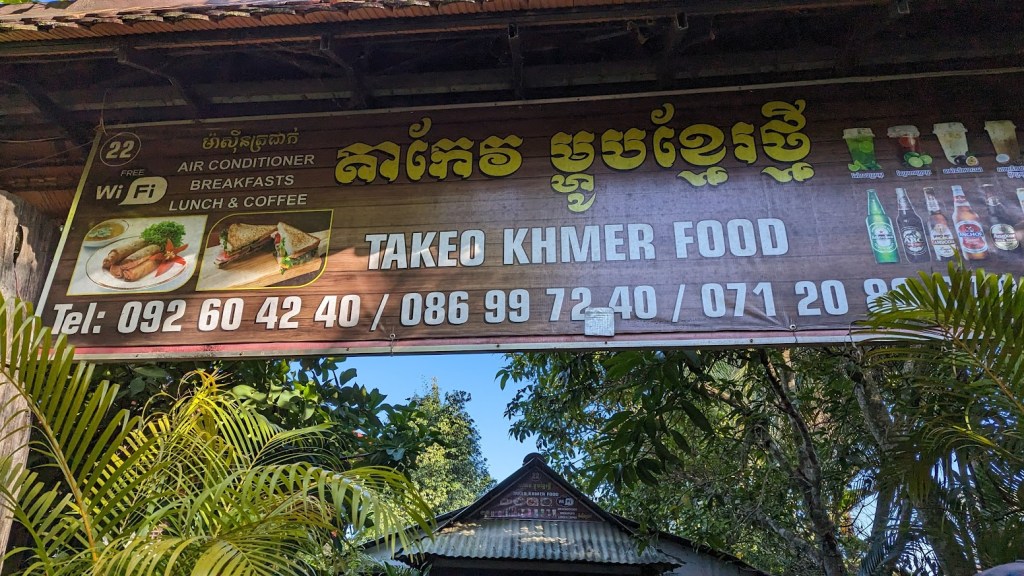 22
ម៉ាស៊ីនត្រជាក់
AIR CONDITIONER
FREE
WiFi
BREAKFASTS
LUNCH & COFFEE
តាកែវ ម្ហូបខ្មែរថ្មី
TAKEO KHMER FOOD
Tel: 092 60 42 40 / 086 99 72 40 / 071 20